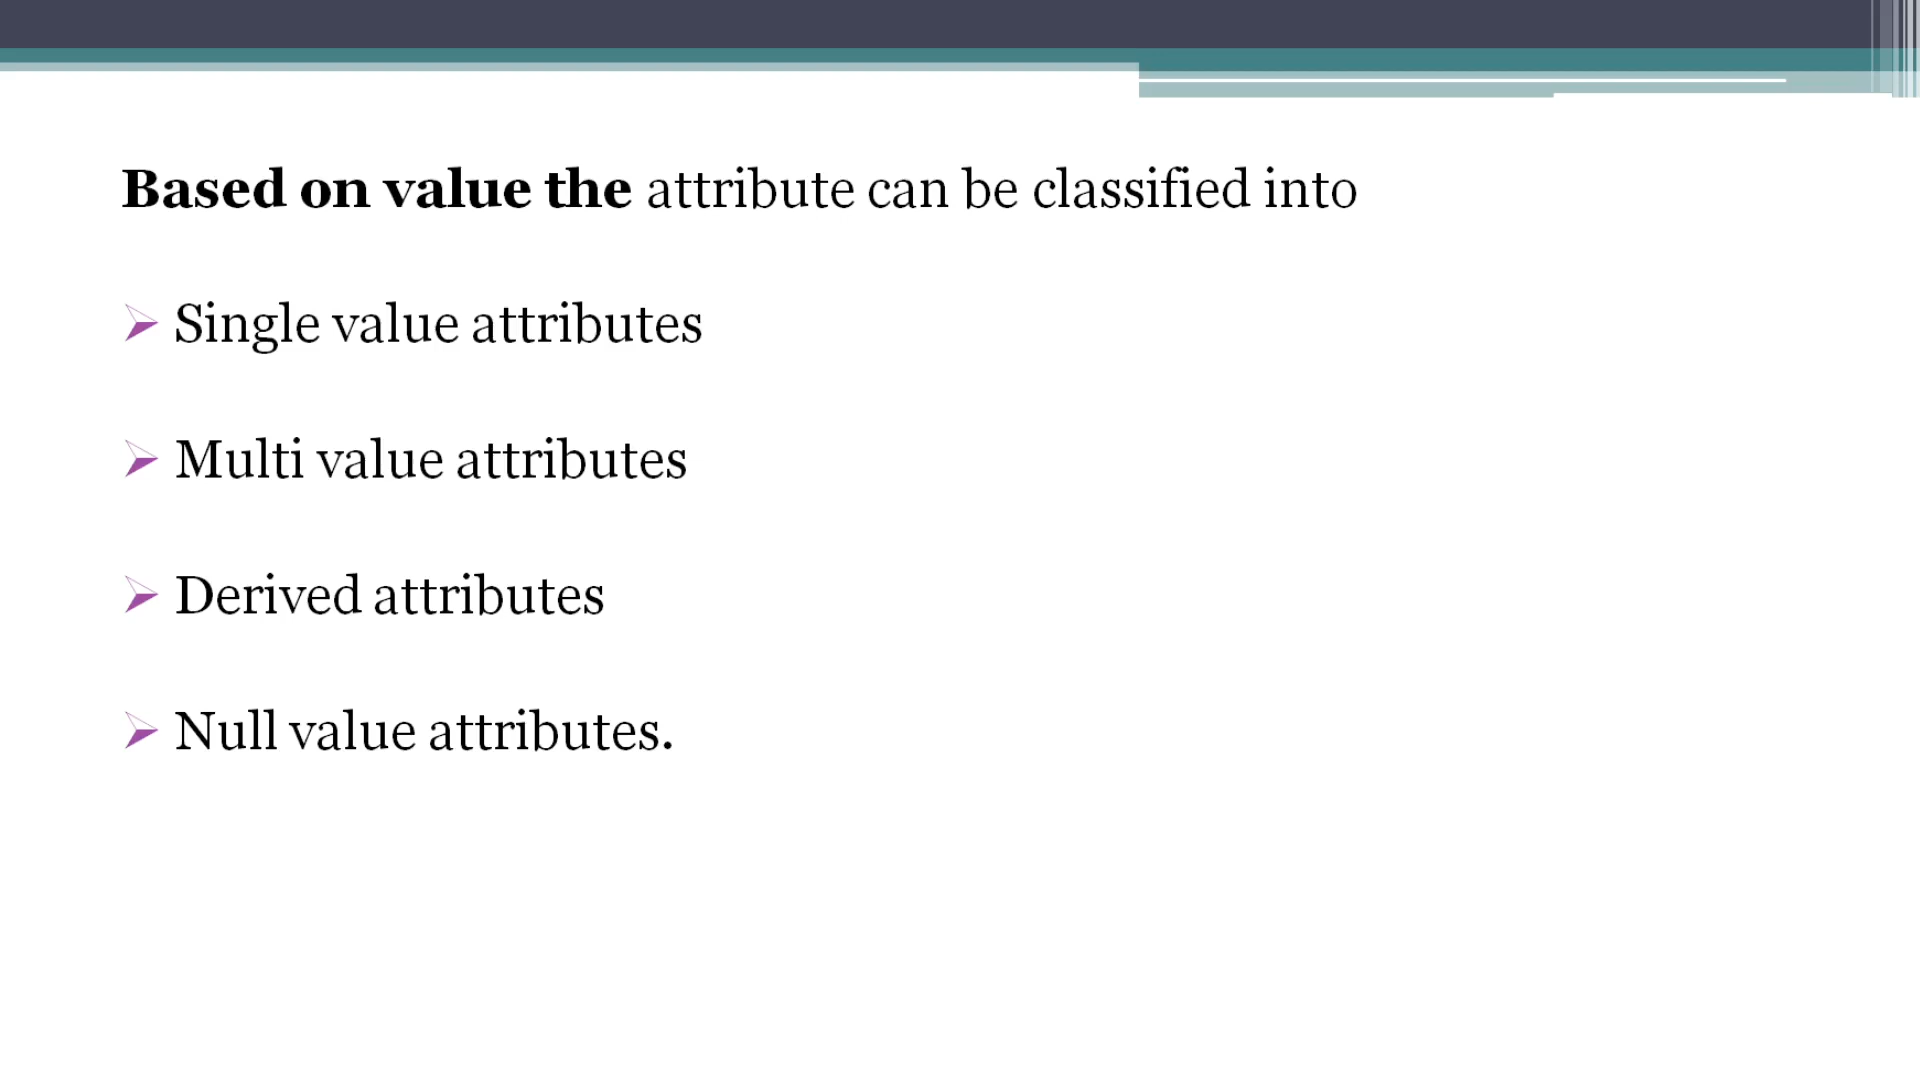 Based on value the attribute can be classified into
Single value attributes
Multi value attributes
Derived attributes
Null value attributes.